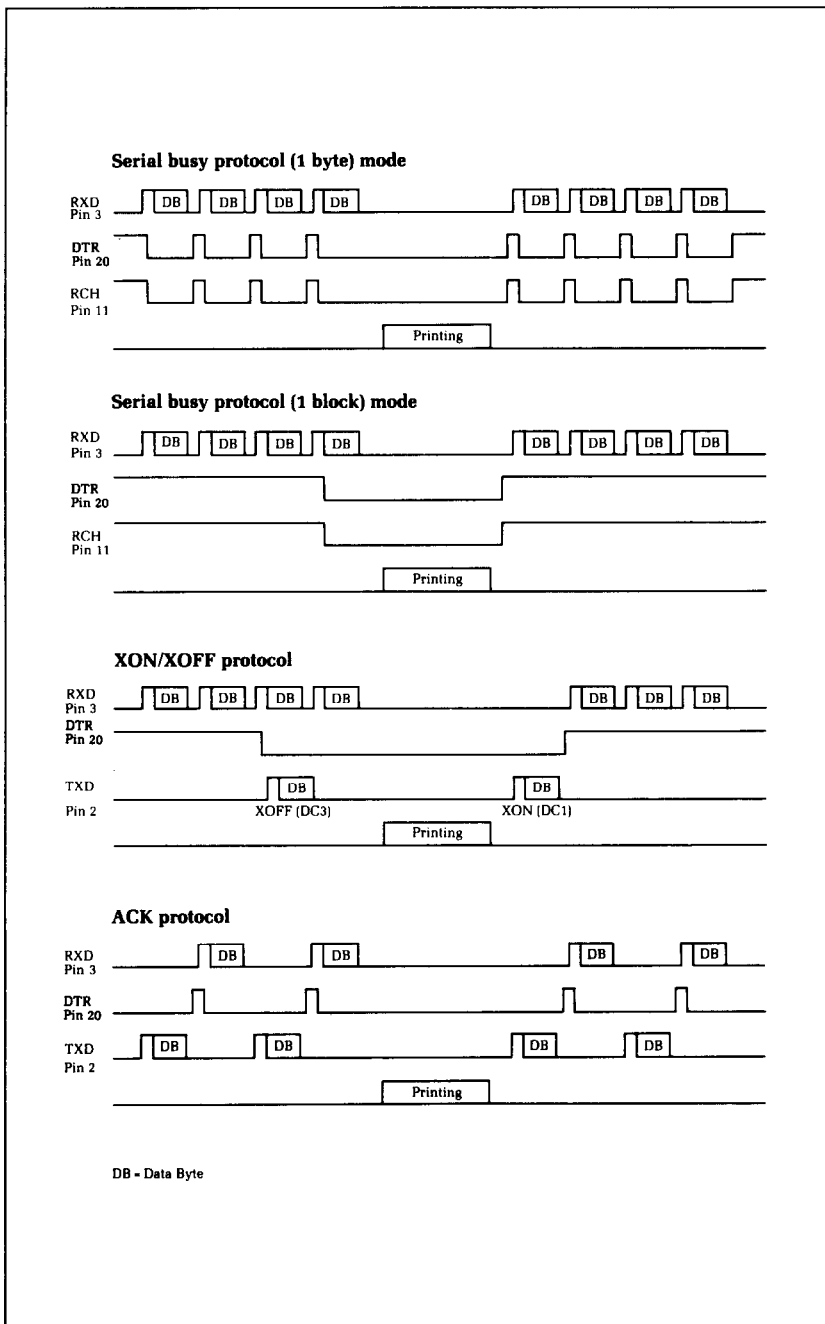 Serial busy protocol (1 byte) mode
RXD
Pin 3
DB DB DB DB DB DB DB DB
DTR
Pin 20
RCH
Pin 11
Printing
Serial busy protocol (1 block) mode
RXD
Pin 3
DB DB DB DB DB DB DB DB
DTR
Pin 20
RCH
Pin 11
Printing
XON/XOFF protocol
RXD
Pin 3
DB DB DB DB DB DB DB
DTR
Pin 20
TXD
Pin 2
DB DB
XOFF (DC3) XON (DC1)
Printing
ACK protocol
RXD
Pin 3
DB DB DB DB
DTR
Pin 20
TXD
Pin 2
DB DB DB DB
Printing
DB = Data Byte